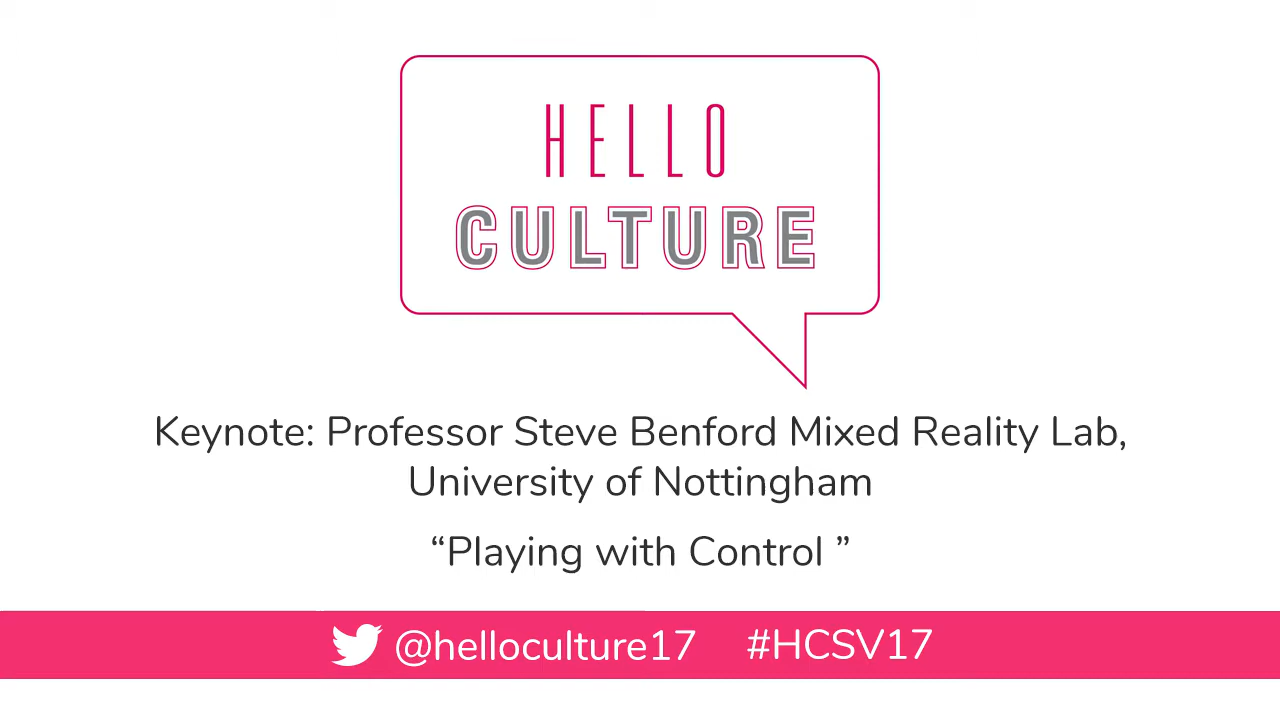 HELLO
CULTURE
Keynote: Professor Steve Benford Mixed Reality Lab,
University of Nottingham
“Playing with Control ”
@helloculture17 #HCSV17